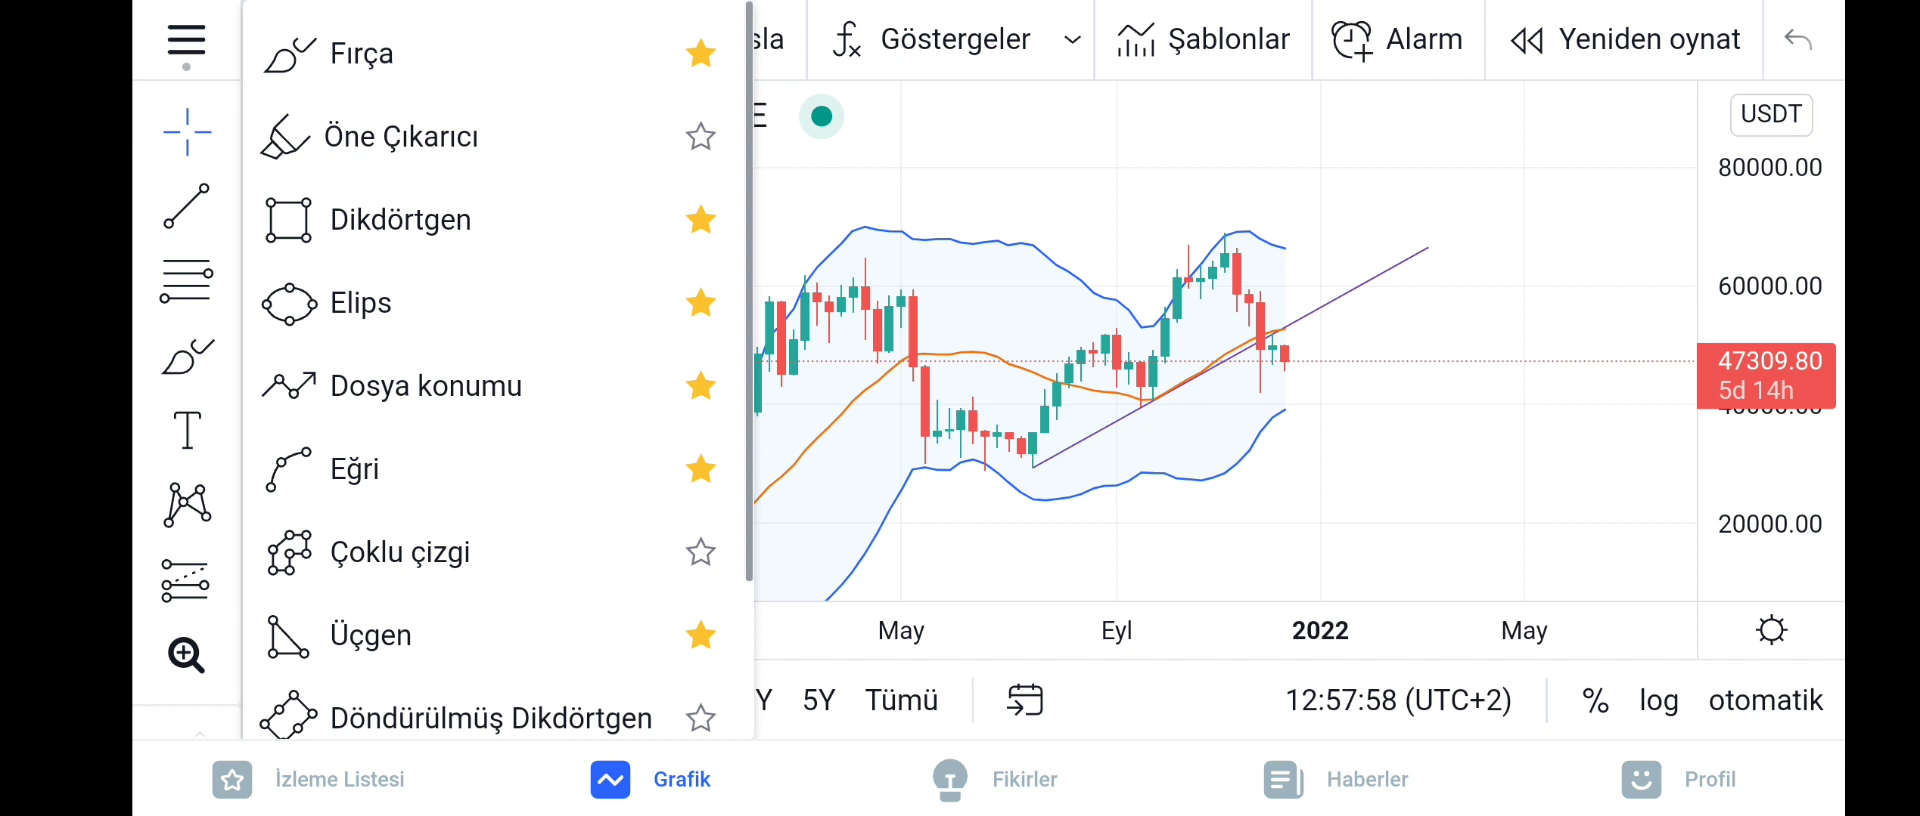 sla
Göstergeler
Şablonlar
Alarm
Yeniden oynat
Fırça
Öne Çıkarıcı
Dikdörtgen
Elips
Dosya konumu
Eğri
Çoklu çizgi
Üçgen
Döndürülmüş Dikdörtgen
E
USDT
80000.00
60000.00
47309.80
5d 14h
20000.00
May
Eyl
2022
May
Y
5Y
Tümü
12:57:58 (UTC+2)
%
log
otomatik
İzleme Listesi
Grafik
Fikirler
Haberler
Profil